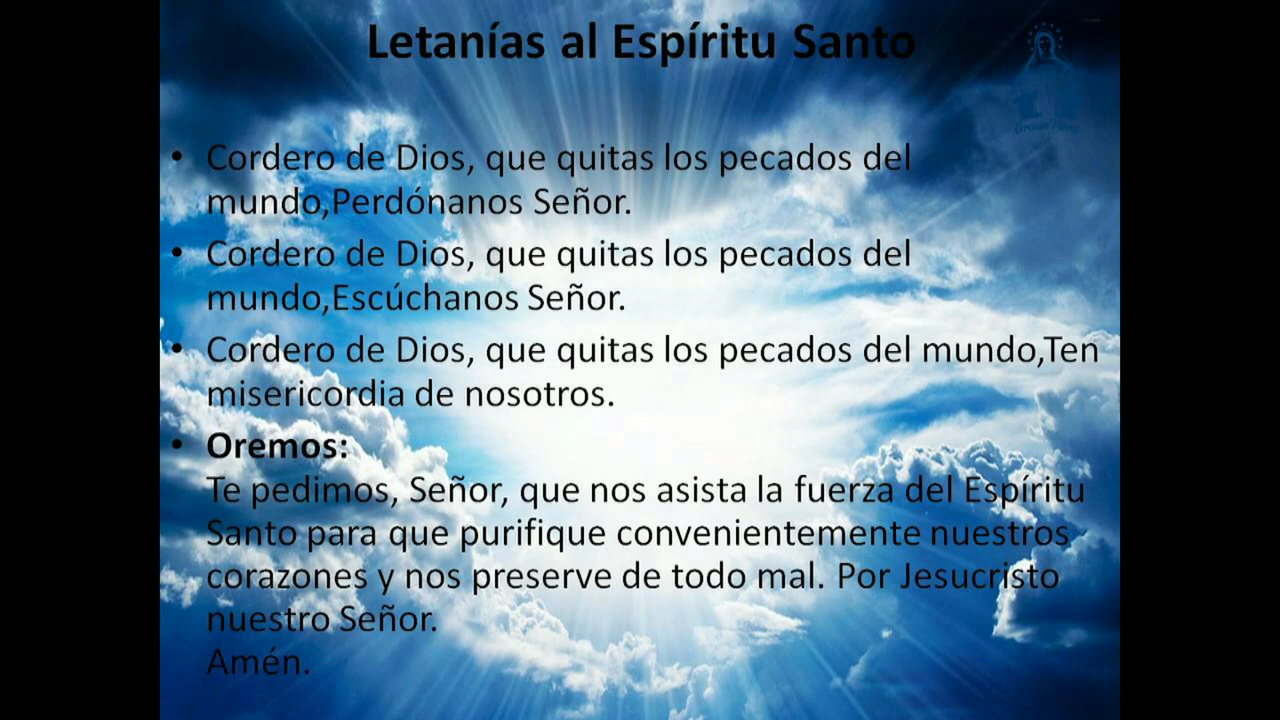 Letanías al Espíritu Santo
Gratia Plena
• Cordero de Dios, que quitas los pecados del
mundo,Perdónanos Señor.
• Cordero de Dios, que quitas los pecados del
mundo,Escúchanos Señor.
• Cordero de Dios, que quitas los pecados del mundo,Ten
misericordia de nosotros.
• Oremos:
Te pedimos, Señor, que nos asista la fuerza del Espíritu
Santo para que purifique convenientemente nuestros
corazones y nos preserve de todo mal. Por Jesucristo
nuestro Señor.
Amén.